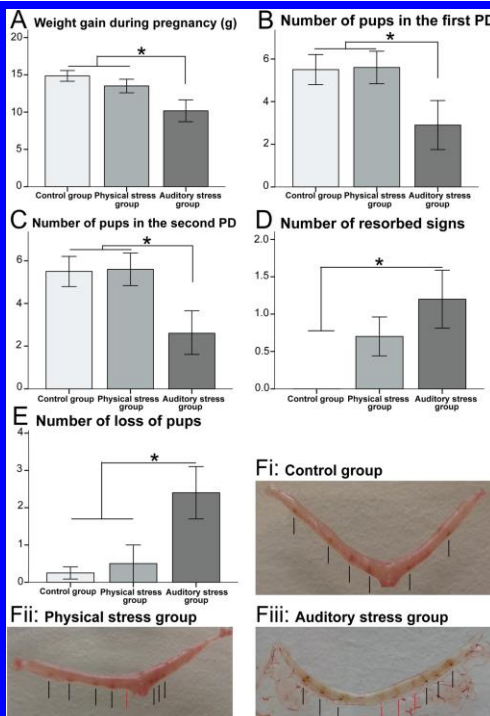 A Weight gain during pregnancy (g)
*
20
15
10
5
0
Control group
Physical stress
group
Auditory stress
group
B Number of pups in the first PD
*
6
4
2
0
Control group
Physical stress
group
Auditory stress
group
C Number of pups in the second PD
*
6
4
2
0
Control group
Physical stress
group
Auditory stress
group
D Number of resorbed signs
*
2.0
1.5
1.0
0.5
0.0
Control group
Physical stress
group
Auditory stress
group
E Number of loss of pups
*
4
3
2
1
0
Control group
Physical stress
group
Auditory stress
group
Fi: Control group
Fii: Physical stress group
Fiii: Auditory stress group